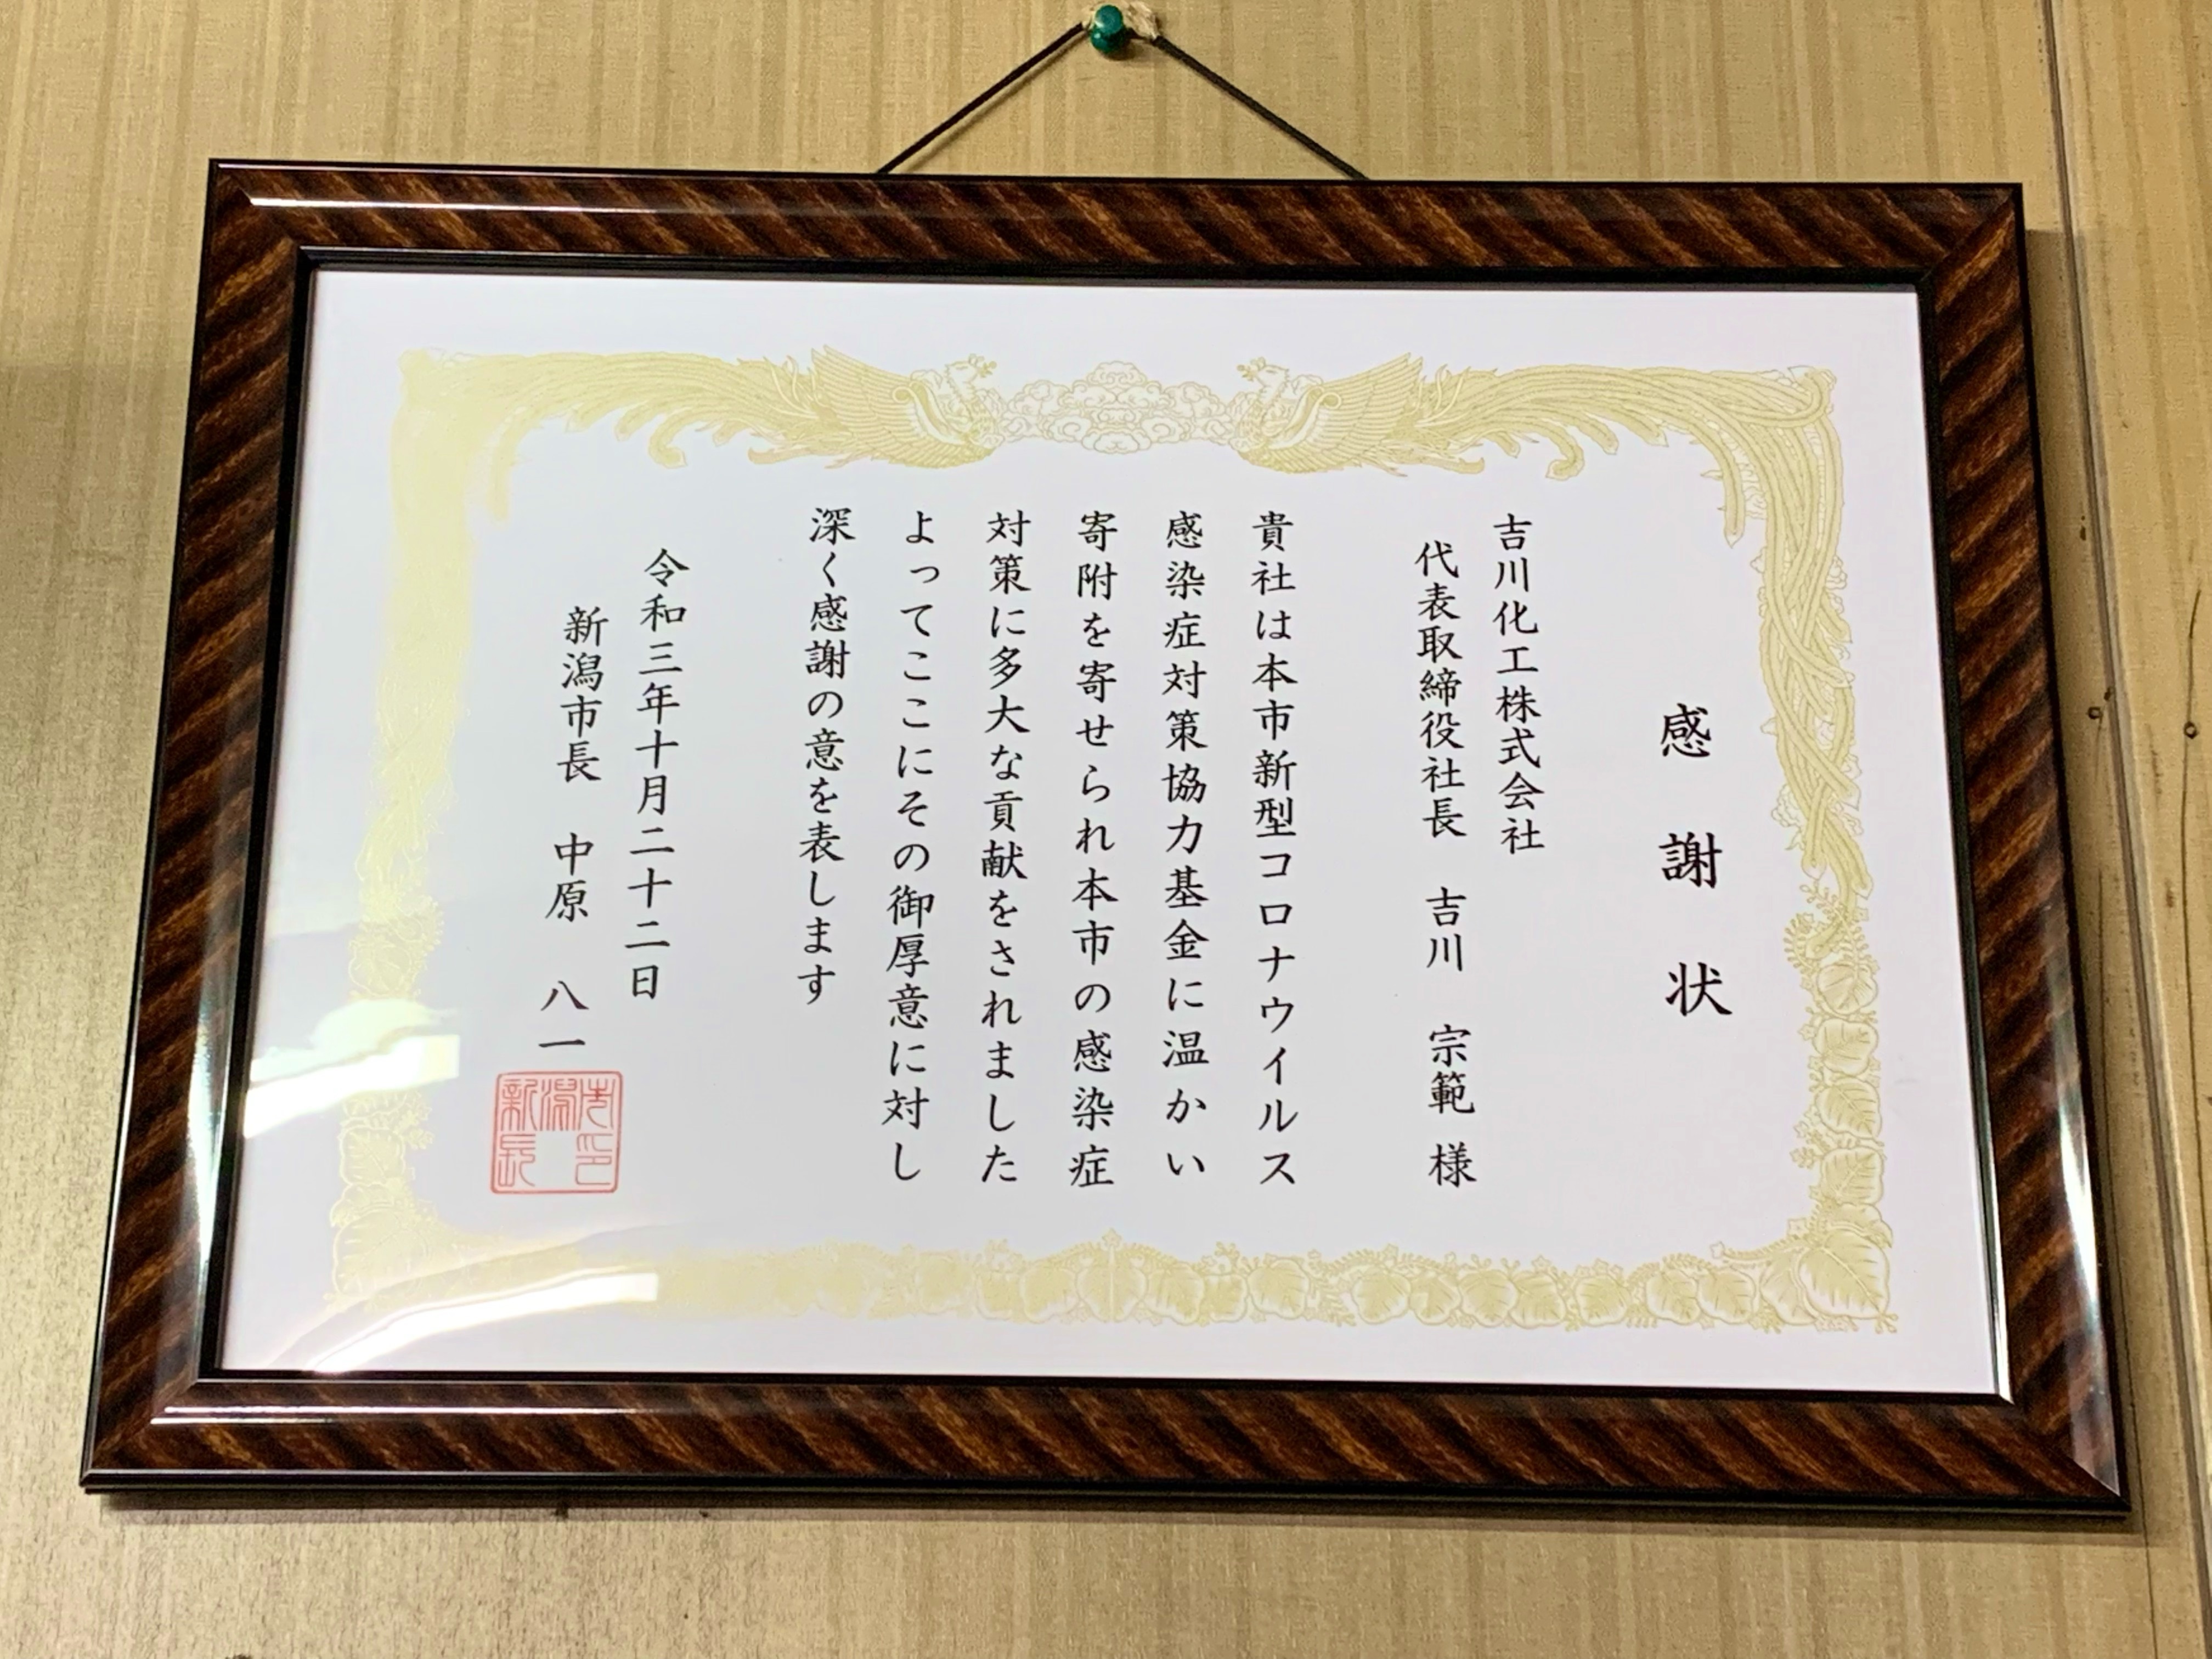 感謝状
吉川化工株式会社
代表取締役社長 吉川 宗範 様
貴社は本市新型コロナウイルス
感染症対策協力基金に温かい
寄附を寄せられ本市の感染症
対策に多大な貢献をされました
よってここにその御厚意に対し
深く感謝の意を表します
令和三年十月二十二日
新潟市長 中原 八一
新潟市長印